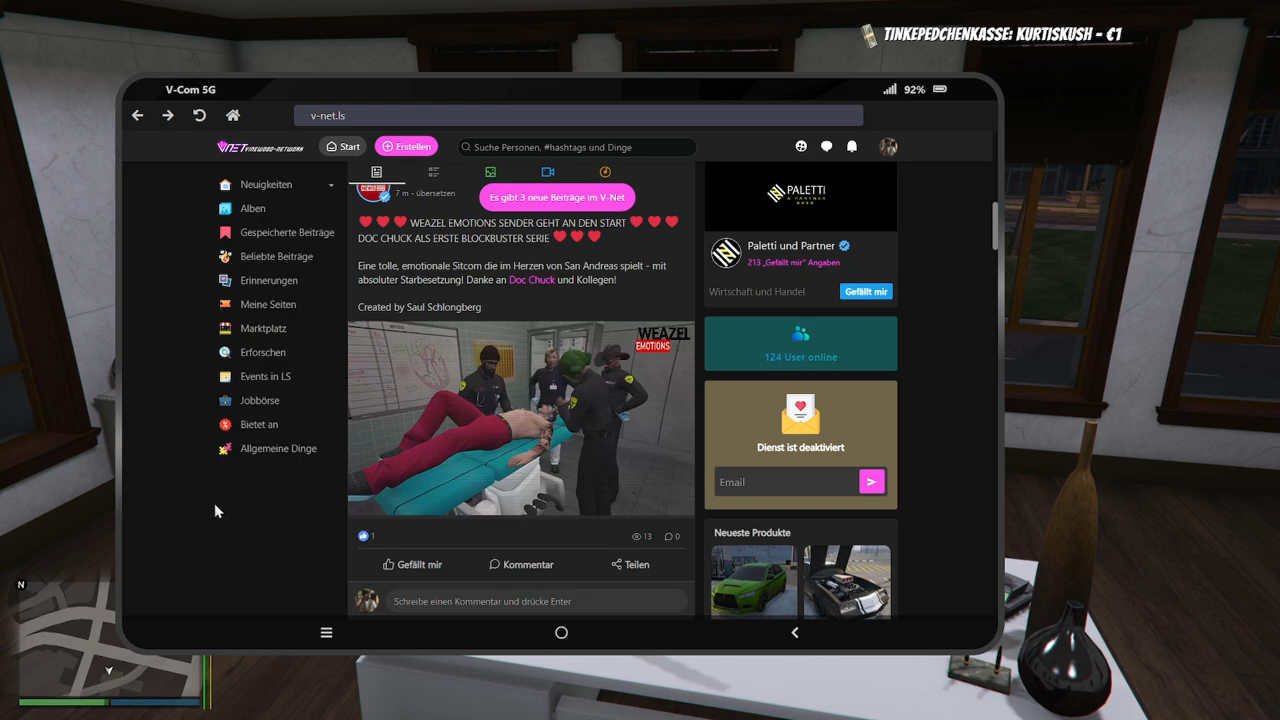 TINKEPEDCHENKASSE: KURTISKUSH - €1
V-Com 5G
92%
v-net.ls
VNET VINEWOOD-NETWORK
Start
Erstellen
Suche Personen, #hashtags und Dinge
Neuigkeiten
Alben
Gespeicherte Beiträge
Beliebte Beiträge
Erinnerungen
Meine Seiten
Marktplatz
Erforschen
Events in LS
Jobbörse
Bietet an
Allgemeine Dinge
7 m - übersetzen
Es gibt 3 neue Beiträge im V-Net
WEAZEL EMOTIONS SENDER GEHT AN DEN START
DOC CHUCK ALS ERSTE BLOCKBUSTER SERIE
Eine tolle, emotionale Sitcom die im Herzen von San Andreas spielt - mit
absoluter Starbesetzung! Danke an Doc Chuck und Kollegen!
Created by Saul Schlongberg
WEAZEL
EMOTIONS
1
13
0
Gefällt mir
Kommentar
Teilen
Schreibe einen Kommentar und drücke Enter
PALETTI
Paletti und Partner
213 „Gefällt mir" Angaben
Wirtschaft und Handel
Gefällt mir
124 User online
Dienst ist deaktiviert
Email
Neueste Produkte
N